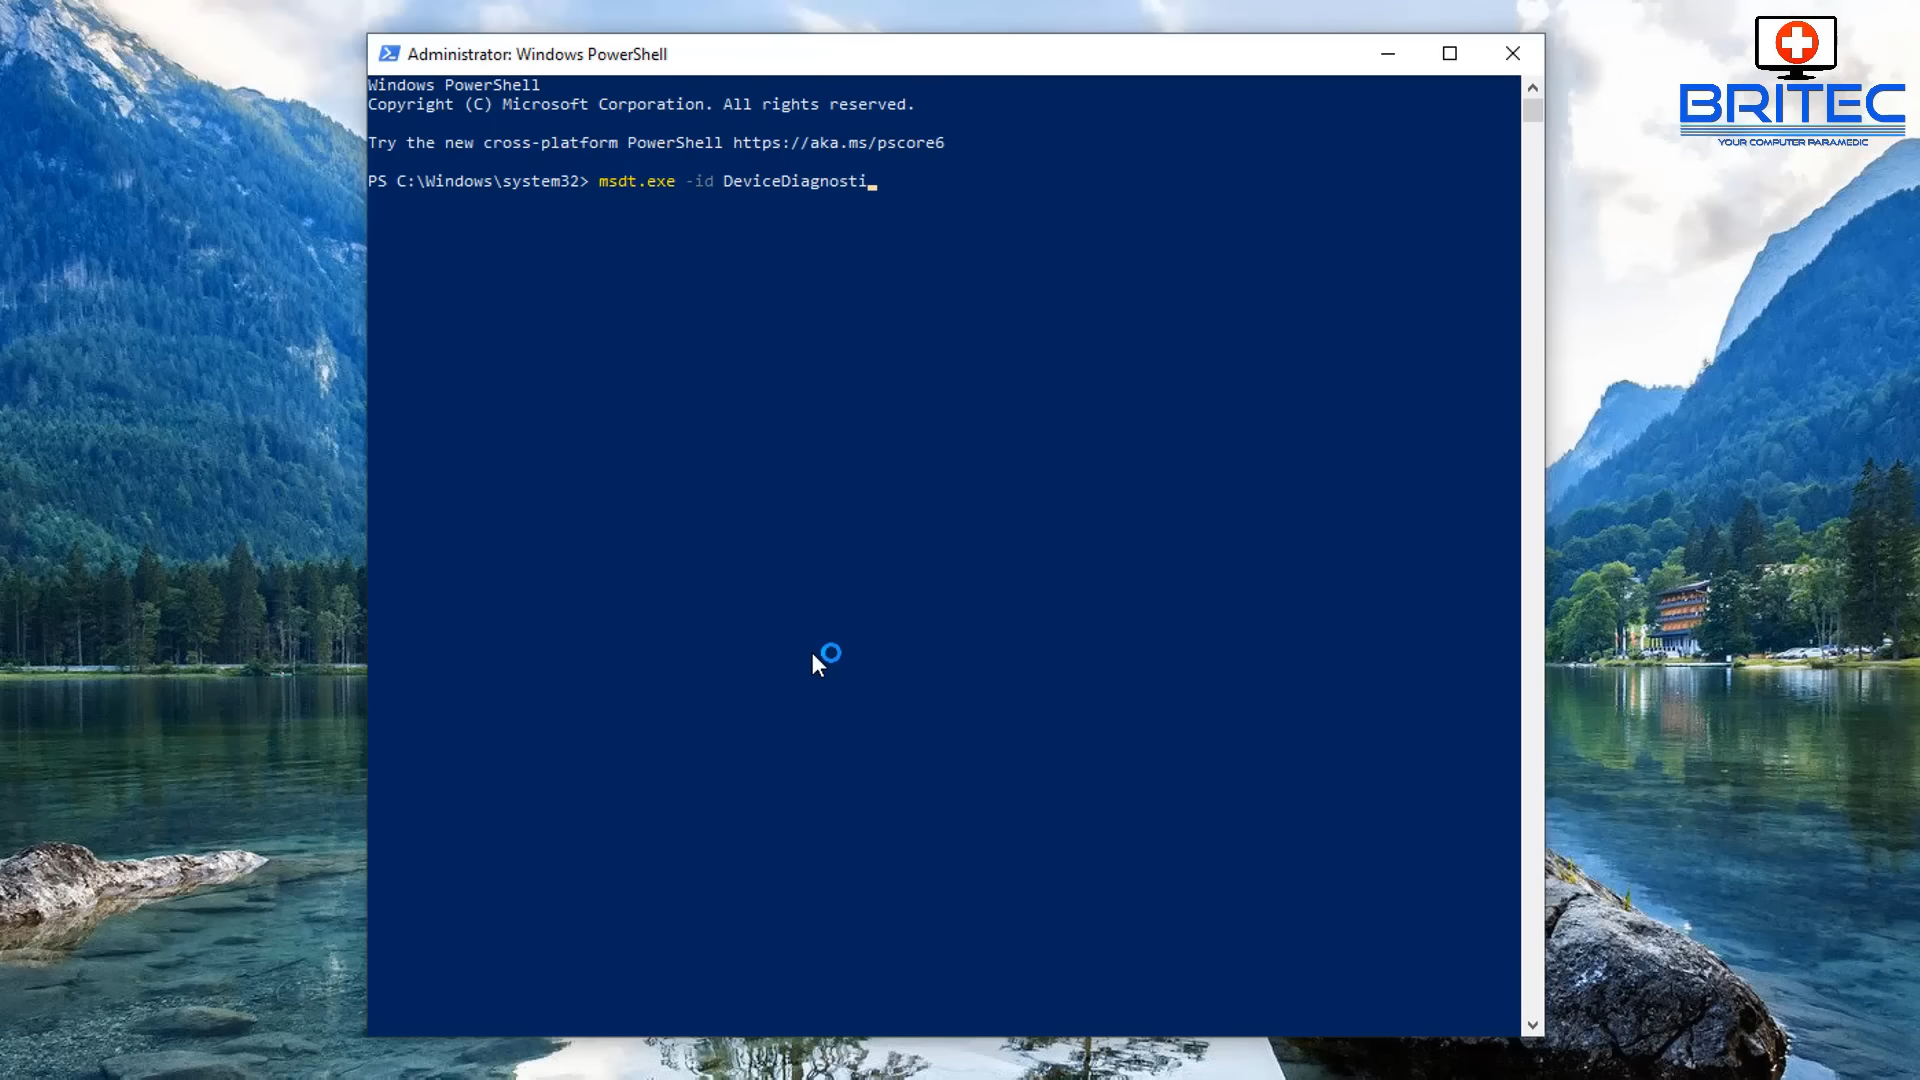 Administrator: Windows PowerShell
BRITEC
YOUR COMPUTER PARAMEDIC
Windows PowerShell
Copyright (C) Microsoft Corporation. All rights reserved.
Try the new cross-platform PowerShell https://aka.ms/pscore6
PS C:\Windows\system32> msdt.exe -id DeviceDiagnosti